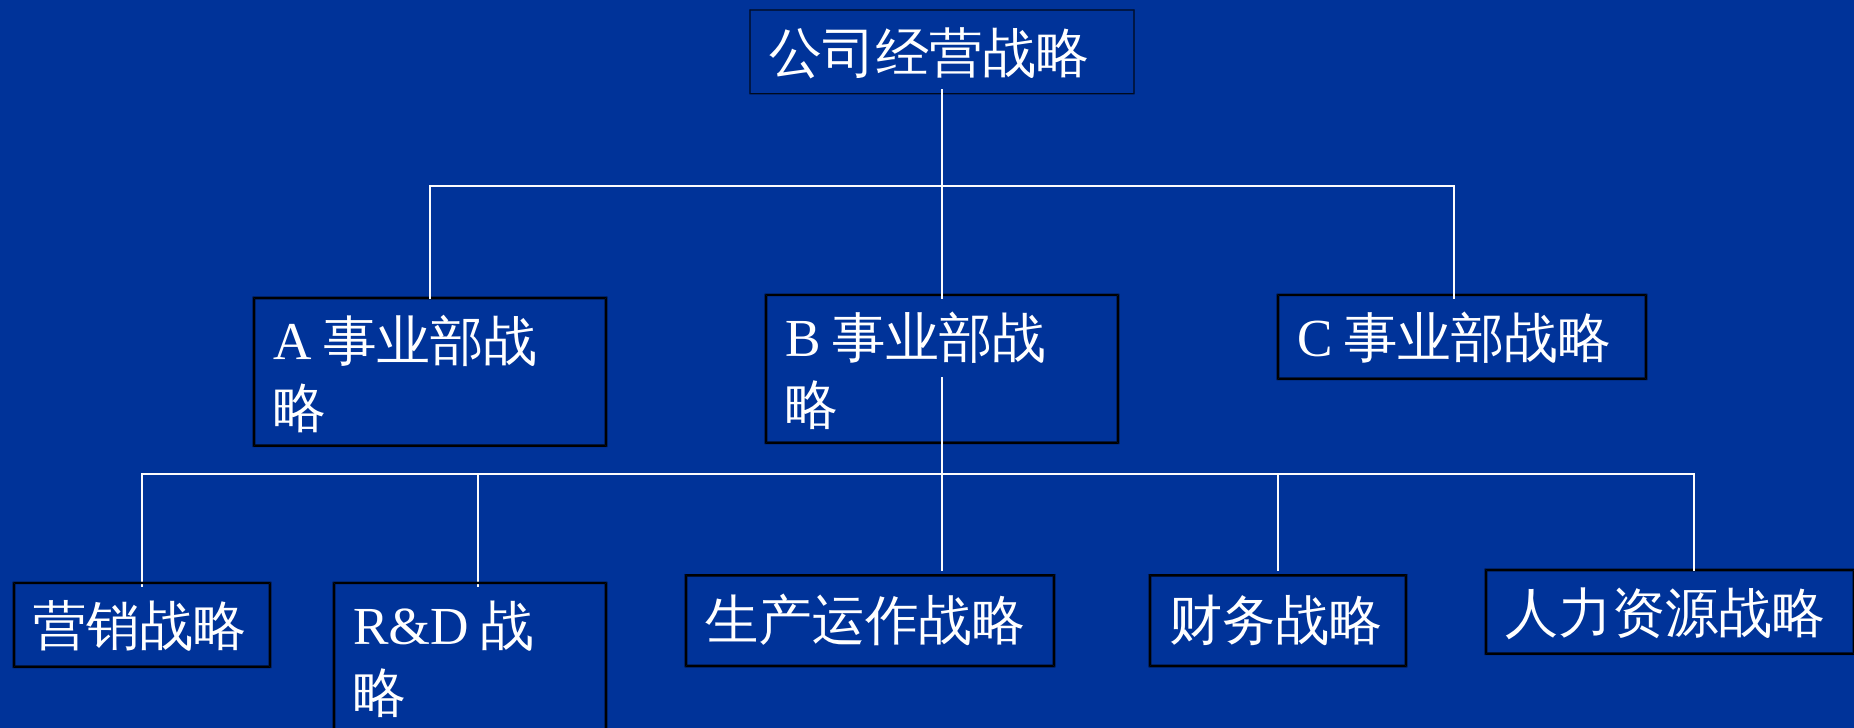 公司经营战略
A 事业部战
略
B 事业部战
略
C 事业部战略
营销战略
R&D 战
略
生产运作战略
财务战略
人力资源战略